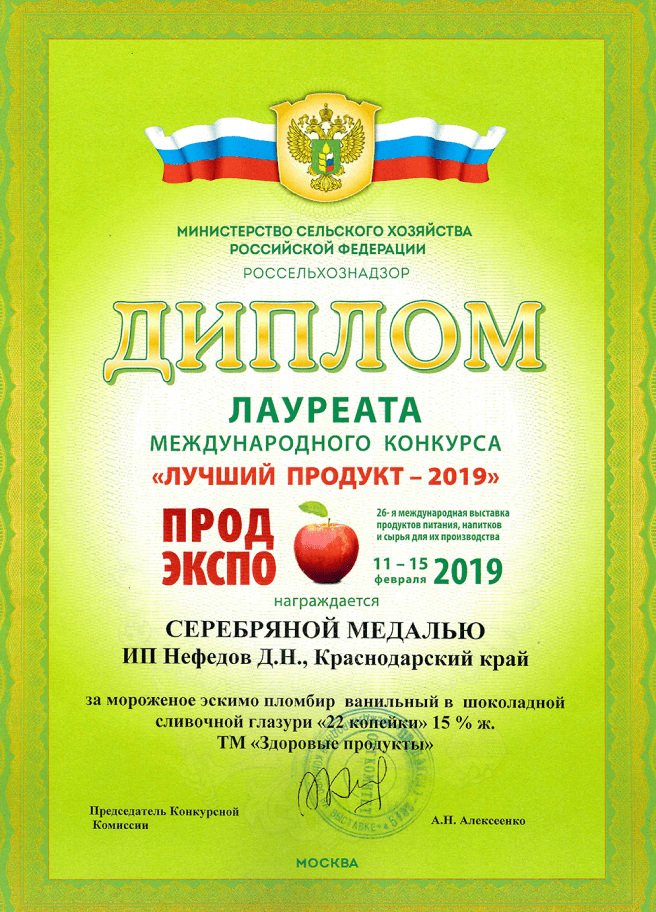 МИНИСТЕРСТВО СЕЛЬСКОГО ХОЗЯЙСТВА
РОССИЙСКОЙ ФЕДЕРАЦИИ
РОССЕЛЬХОЗНАДЗОР
ДИПЛОМ
ЛАУРЕАТА
МЕЖДУНАРОДНОГО КОНКУРСА
«ЛУЧШИЙ ПРОДУКТ – 2019»
ПРОД
ЭКСПО
26- я международная выставка
продуктов питания, напитков
и сырья для их производства
11 – 15
февраля
2019
награждается
СЕРЕБРЯНОЙ МЕДАЛЬЮ
ИП Нефедов Д.Н., Краснодарский край
за мороженое эскимо пломбир ванильный в шоколадной
сливочной глазури «22 копейки» 15 % ж.
ТМ «Здоровые продукты»
Председатель Конкурсной
Комиссии
А.Н. Алексеенко
МОСКВА